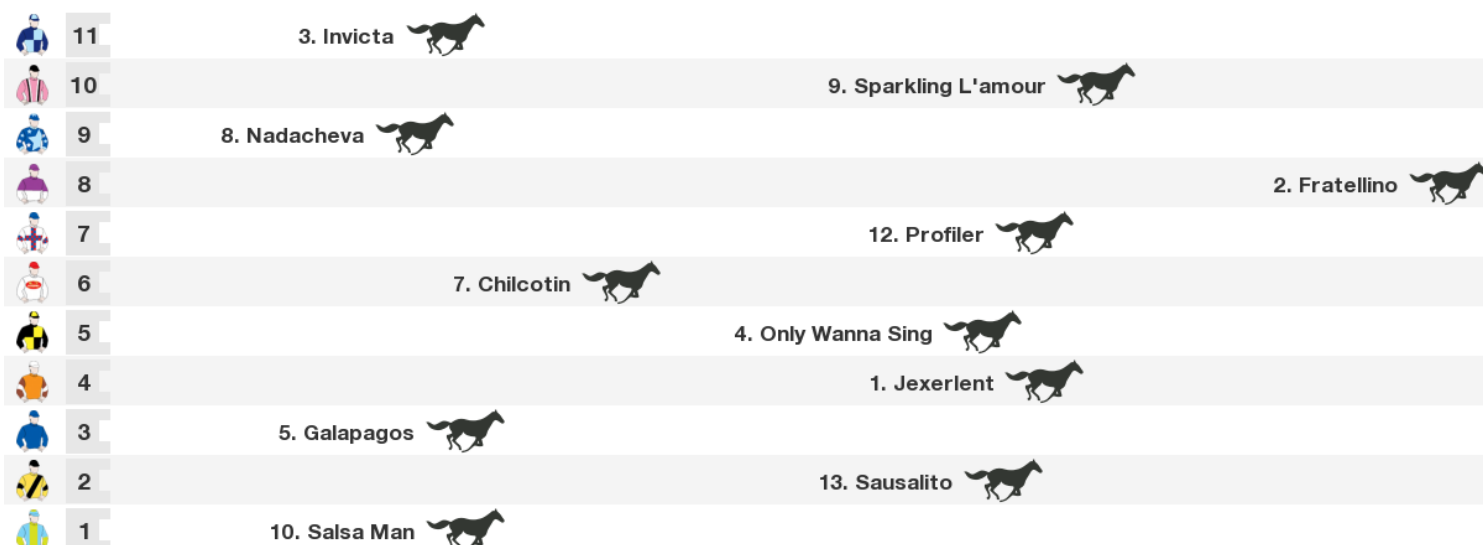 11 3. Invicta
10 9. Sparkling L'amour
9 8. Nadacheva
8 2. Fratellino
7 12. Profiler
6 7. Chilcotin
5 4. Only Wanna Sing
4 1. Jexerlent
3 5. Galapagos
2 13. Sausalito
1 10. Salsa Man